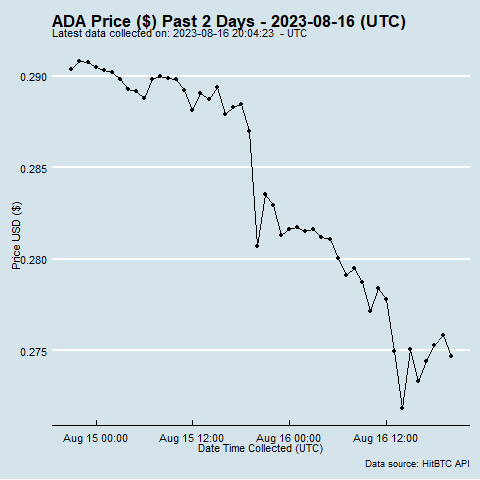 ADA Price ($) Past 2 Days - 2023-08-16 (UTC)
Latest data collected on: 2023-08-16 20:04:23  - UTC
0.290
0.285
0.280
0.275
Price USD ($)
Aug 15 00:00 Aug 15 12:00 Aug 16 00:00 Aug 16 12:00
Date Time Collected (UTC)
Data source: HitBTC API